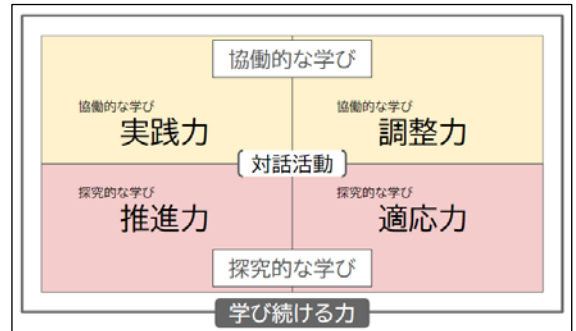 協働的な学び
協働的な学び
実践力
協働的な学び
調整力
対話活動
探究的な学び
推進力
探究的な学び
適応力
探究的な学び
学び続ける力